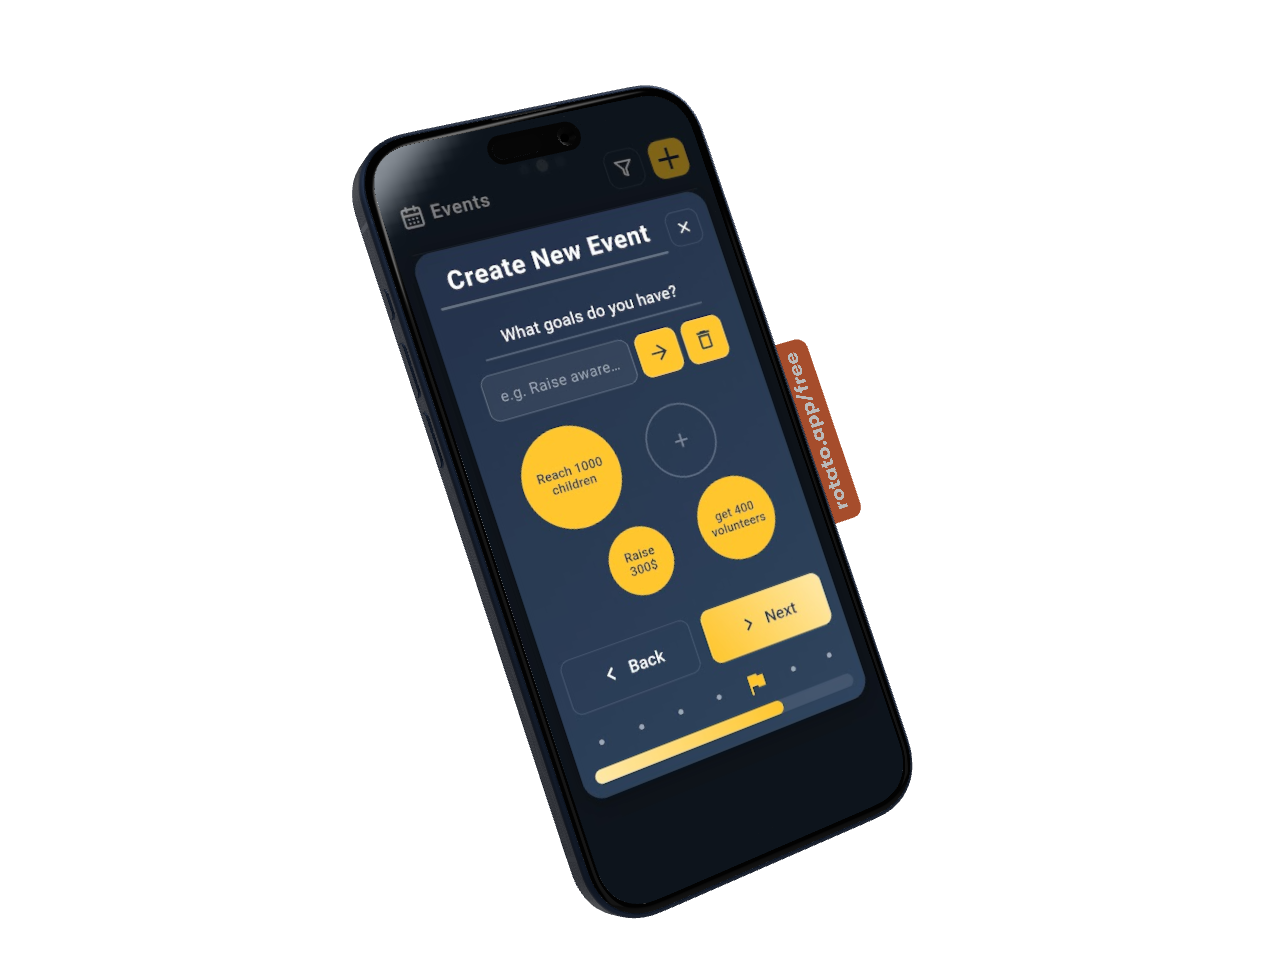 Events
Create New Event
What goals do you have?
e.g. Raise aware...
Reach 1000
children
get 400
volunteers
Raise
300$
Back
Next
rotato.app/free